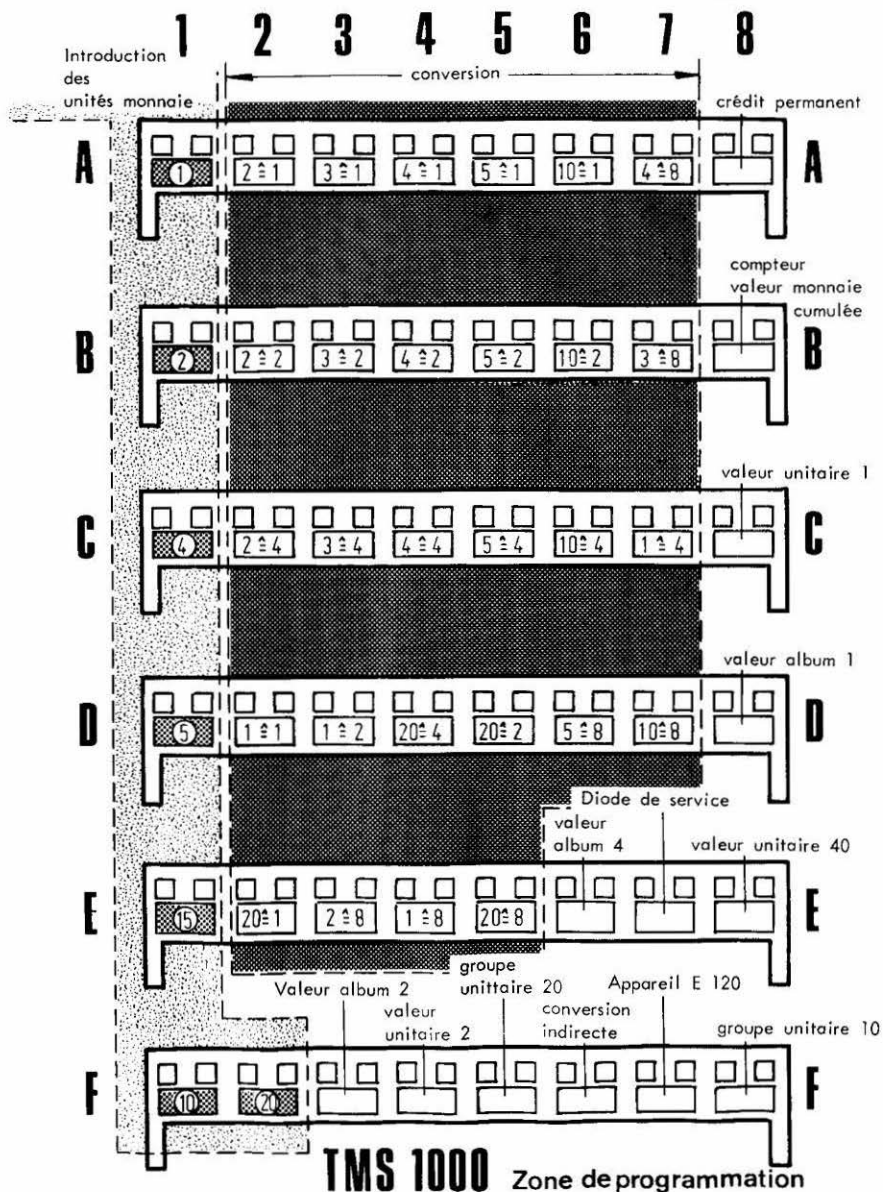 1 2 3 4 5 6 7 8
Introduction
des
unités monnaie
conversion
crédit permanent
A 1 2≙1 3≙1 4≙1 5≙1 10≙1 4≙8 A
compteur
valeur monnaie
cumulée
B 2 2≙2 3≙2 4≙2 5≙2 10≙2 3≙8 B
valeur unitaire 1
C 4 2≙4 3≙4 4≙4 5≙4 10≙4 1≙4 C
valeur album 1
D 5 1≙1 1≙2 20≙4 20≙2 5≙8 10≙8 D
Diode de service
valeur
album 4
valeur unitaire 40
E 15 20≙1 2≙8 1≙8 20≙8 E
Valeur album 2
valeur
unitaire 2
groupe
unittaire 20
conversion
indirecte
Appareil E 120
groupe unitaire 10
F 10 20 F
TMS 1000 Zone de programmation